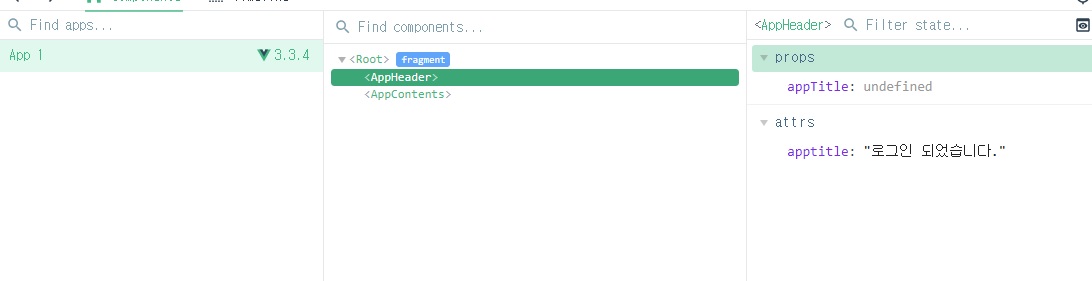 Find apps...
App 1
3.3.4
Find components...
<Root> fragment
<AppHeader>
<AppContents>
<AppHeader> Filter state...
props
appTitle: undefined
attrs
apptitle: "로그인 되었습니다."